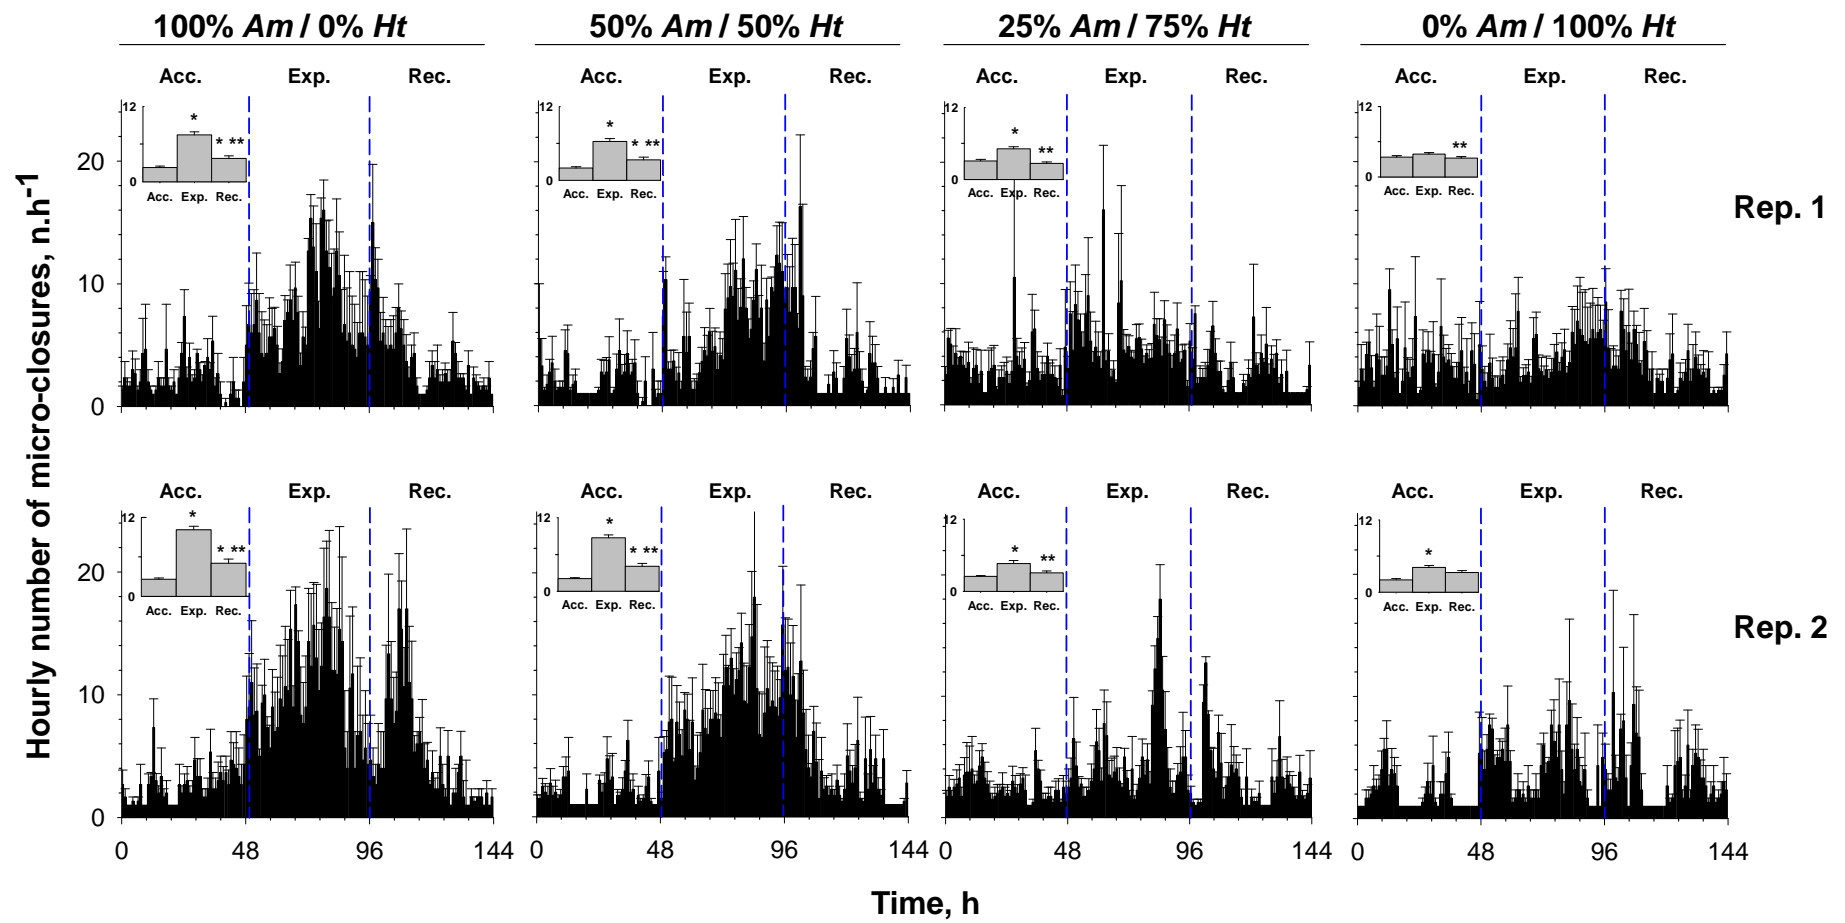 100% Am / 0% Ht
50% Am / 50% Ht
25% Am / 75% Ht
0% Am / 100% Ht
Acc. Exp. Rec.
Acc. Exp. Rec.
Acc. Exp. Rec.
Acc. Exp. Rec.
12
*
* **
0
Acc. Exp. Rec.
12
*
* **
0
Acc. Exp. Rec.
12
*
**
0
Acc. Exp. Rec.
12
**
0
Acc. Exp. Rec.
20
10
0
Rep. 1
Hourly number of micro-closures, n.h-1
Acc. Exp. Rec.
Acc. Exp. Rec.
Acc. Exp. Rec.
Acc. Exp. Rec.
12
*
* **
0
Acc. Exp. Rec.
12
*
* **
0
Acc. Exp. Rec.
12
*
**
0
Acc. Exp. Rec.
12
*
0
Acc. Exp. Rec.
20
10
0
Rep. 2
0 48 96 144
0 48 96 144
0 48 96 144
0 48 96 144
Time, h